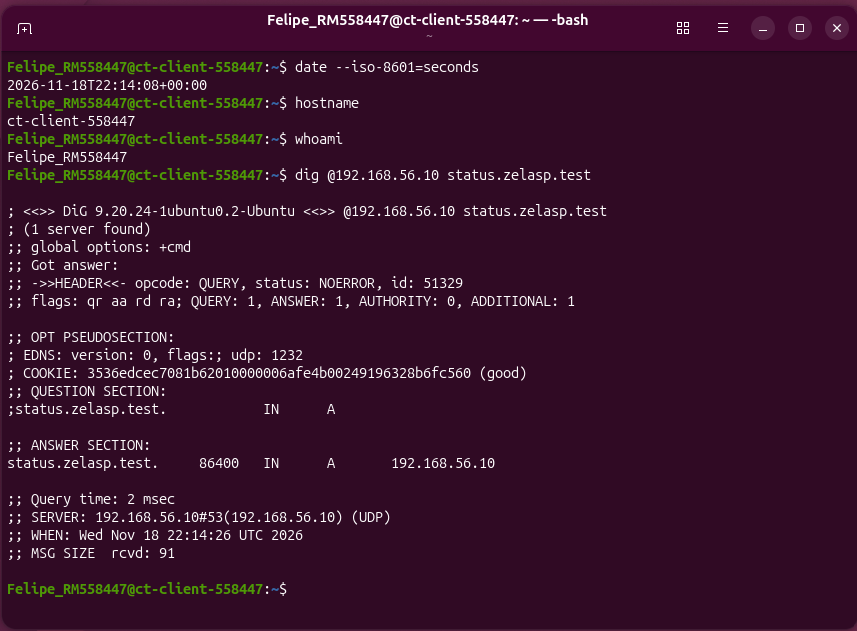 Felipe_RM558447@ct-client-558447: ~ — -bash
~
Felipe_RM558447@ct-client-558447:~$ date --iso-8601=seconds
2026-11-18T22:14:08+00:00
Felipe_RM558447@ct-client-558447:~$ hostname
ct-client-558447
Felipe_RM558447@ct-client-558447:~$ whoami
Felipe_RM558447
Felipe_RM558447@ct-client-558447:~$ dig @192.168.56.10 status.zelasp.test

; <<>> DiG 9.20.24-1ubuntu0.2-Ubuntu <<>> @192.168.56.10 status.zelasp.test
; (1 server found)
;; global options: +cmd
;; Got answer:
;; ->>HEADER<<- opcode: QUERY, status: NOERROR, id: 51329
;; flags: qr aa rd ra; QUERY: 1, ANSWER: 1, AUTHORITY: 0, ADDITIONAL: 1

;; OPT PSEUDOSECTION:
; EDNS: version: 0, flags:; udp: 1232
; COOKIE: 3536edcec7081b62010000006afe4b00249196328b6fc560 (good)
;; QUESTION SECTION:
;status.zelasp.test.             IN      A

;; ANSWER SECTION:
status.zelasp.test.     86400   IN      A       192.168.56.10

;; Query time: 2 msec
;; SERVER: 192.168.56.10#53(192.168.56.10) (UDP)
;; WHEN: Wed Nov 18 22:14:26 UTC 2026
;; MSG SIZE  rcvd: 91

Felipe_RM558447@ct-client-558447:~$